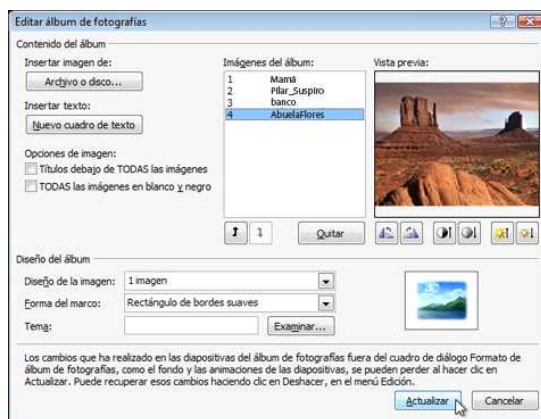 Editar álbum de fotografías
Contenido del álbum
Insertar imagen de:
Archivo o disco...
Insertar texto:
Nuevo cuadro de texto
Opciones de imagen:
Títulos debajo de TODAS las imágenes
TODAS las imágenes en blanco y negro
Imágenes del álbum:
1 Mamá
2 Pilar_Suspiro
3 banco
4 AbuelaFlores
Quitar
Vista previa:
Diseño del álbum
Diseño de la imagen: 1 imagen
Forma del marco: Rectángulo de bordes suaves
Tema: Examinar...
Los cambios que ha realizado en las diapositivas del álbum de fotografías fuera del cuadro de diálogo Formato de
álbum de fotografías, como el fondo y las animaciones de las diapositivas, se pueden perder al hacer clic en
Actualizar. Puede recuperar esos cambios haciendo clic en Deshacer, en el menú Edición.
Actualizar Cancelar